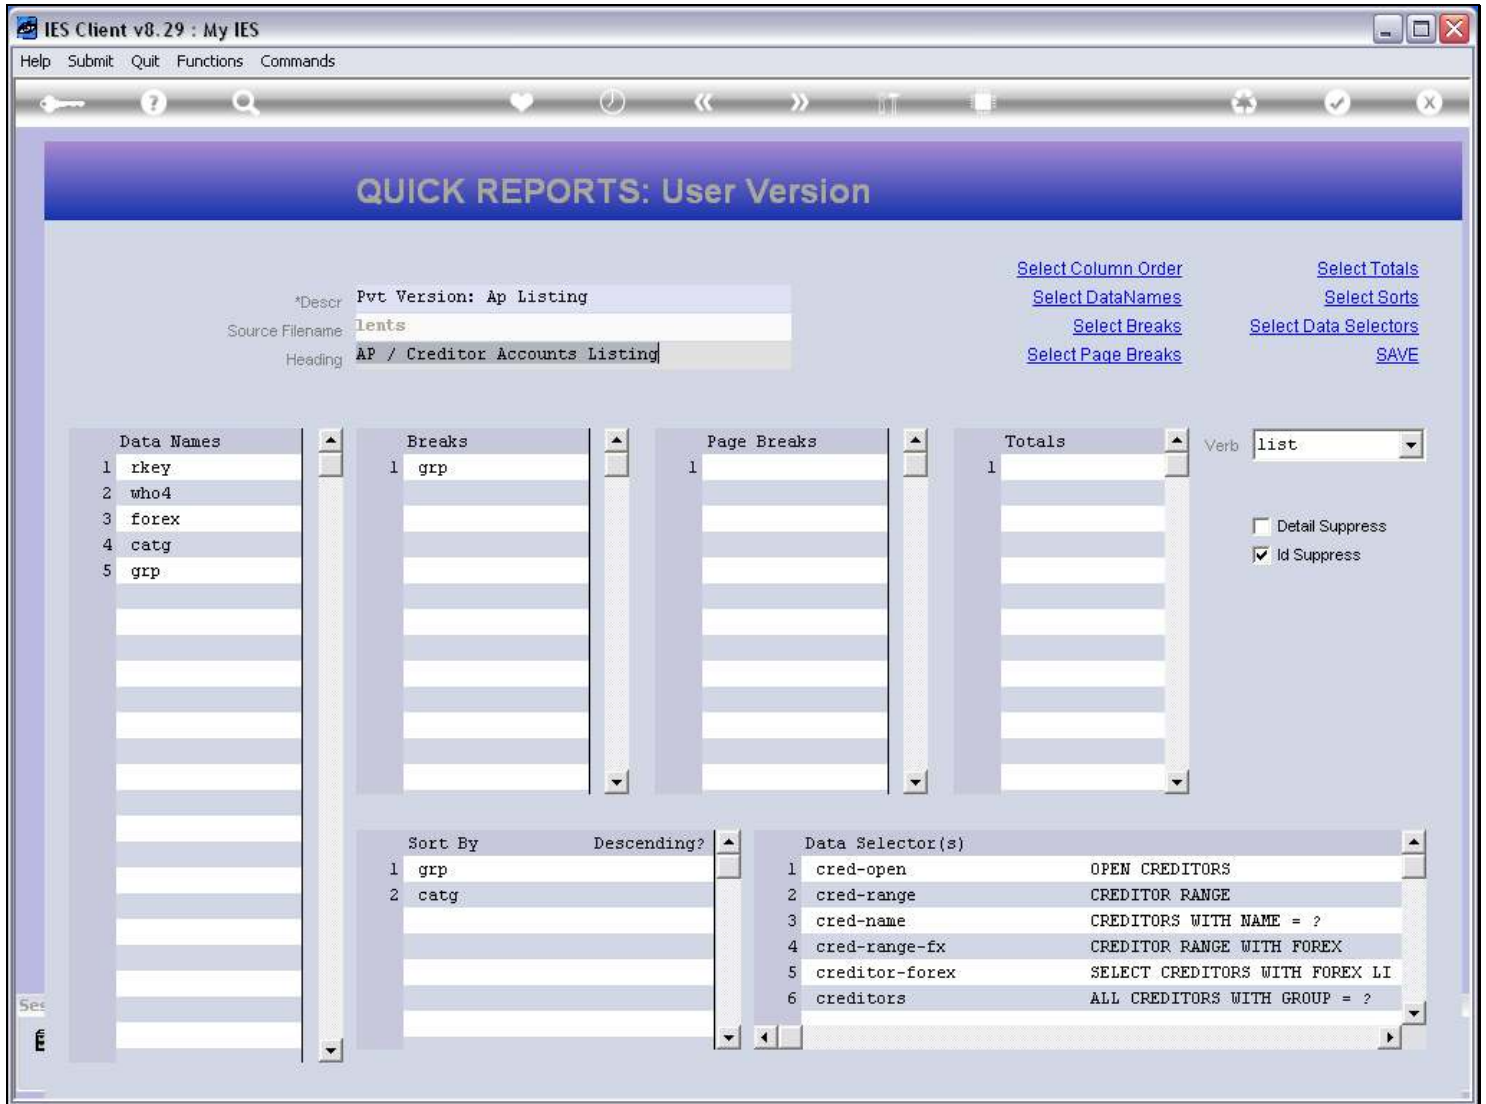 IES Client v8.29 : My IES
Help Submit Quit Functions Commands
QUICK REPORTS: User Version
Select Column Order Select Totals
*Descr Pvt Version: Ap Listing Select DataNames Select Sorts
Source Filename lents Select Breaks Select Data Selectors
Heading AP / Creditor Accounts Listing Select Page Breaks SAVE
Data Names Breaks Page Breaks Totals Verb list
1 rkey 1 grp 1 1
2 who4
3 forex Detail Suppress
4 catg Id Suppress
5 grp
Sort By Descending? Data Selector(s)
1 grp 1 cred-open OPEN CREDITORS
2 catg 2 cred-range CREDITOR RANGE
3 cred-name CREDITORS WITH NAME = ?
4 cred-range-fx CREDITOR RANGE WITH FOREX
5 creditor-forex SELECT CREDITORS WITH FOREX LI
6 creditors ALL CREDITORS WITH GROUP = ?
Ses